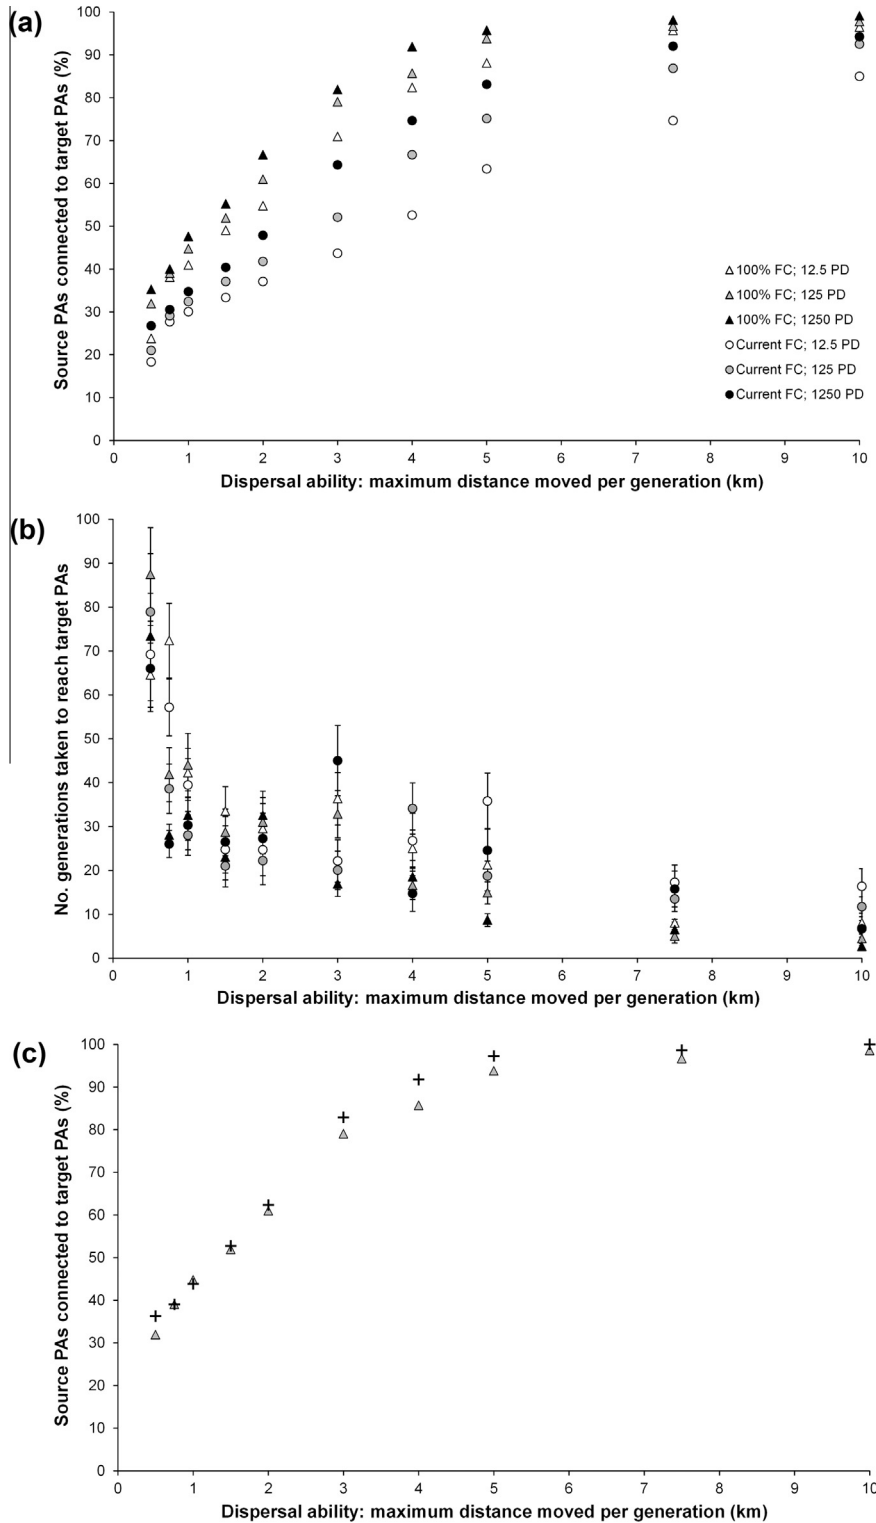 (a)
Source PAs connected to target PAs (%)
100
90
80
70
60
50
40
30
20
10
0
100% FC; 12.5 PD
100% FC; 125 PD
100% FC; 1250 PD
Current FC; 12.5 PD
Current FC; 125 PD
Current FC; 1250 PD
0 1 2 3 4 5 6 7 8 9 10
Dispersal ability: maximum distance moved per generation (km)
(b)
No. generations taken to reach target PAs
100
90
80
70
60
50
40
30
20
10
0
0 1 2 3 4 5 6 7 8 9 10
Dispersal ability: maximum distance moved per generation (km)
(c)
Source PAs connected to target PAs (%)
100
90
80
70
60
50
40
30
20
10
0
0 1 2 3 4 5 6 7 8 9 10
Dispersal ability: maximum distance moved per generation (km)